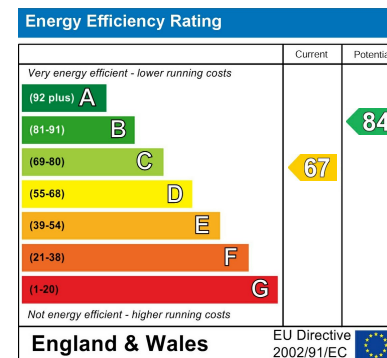 Energy Efficiency Rating
Current Potentia
Very energy efficient - lower running costs
(92 plus) A
(81-91) B
84
(69-80) C
67
(55-68) D
(39-54) E
(21-38) F
(1-20) G
Not energy efficient - higher running costs
England & Wales
EU Directive
2002/91/EC